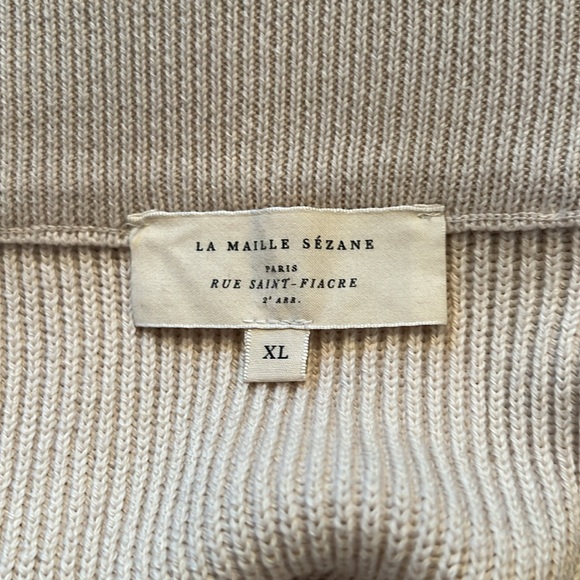 LA MAILLE SÉZANE
PARIS
RUE SAINT-FIACRE
2ᵉ ARR.
XL